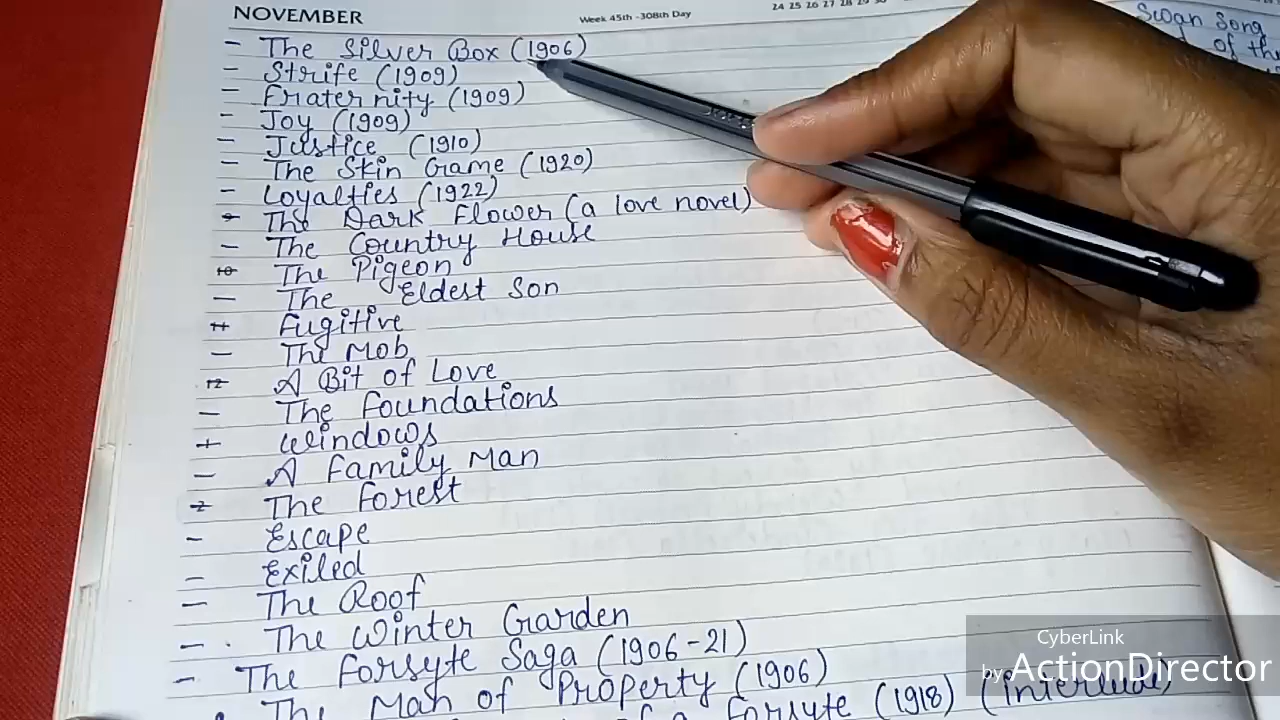 NOVEMBER
Week 45th -308th Day
24 25 26 27 28 29 30
Swan Song
of the
- The Silver Box (1906)
- Strife (1909)
- Fraternity (1909)
- Joy (1909)
- Justice (1910)
- The Skin Game (1920)
- Loyalties (1922)
- The Dark Flower (a love novel)
- The Country House
- The Pigeon
- The Eldest Son
- Fugitive
- The Mob
- A Bit of Love
- The Foundations
- Windows
- A Family Man
- The Forest
- Escape
- Exiled
- The Roof
- The Winter Garden
- The Forsyte Saga (1906-21)
The Man of Property (1906)
of a Forsyte (1918) (interlude)
CyberLink
by ActionDirector